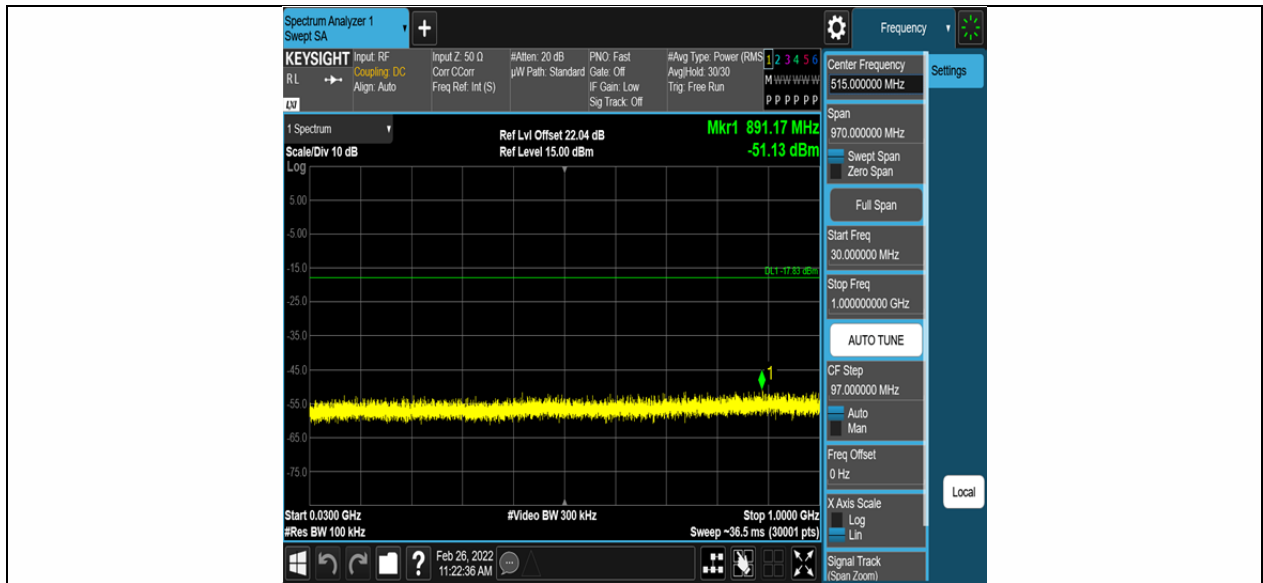 Spectrum Analyzer 1
Swept SA
+
Frequency
KEYSIGHT
RL
LXI
Input: RF
Coupling: DC
Align: Auto
Input Z: 50 Ω
Corr CCorr
Freq Ref: Int (S)
#Atten: 20 dB
µW Path: Standard
PNO: Fast
Gate: Off
IF Gain: Low
Sig Track: Off
#Avg Type: Power (RMS
Avg|Hold: 30/30
Trig: Free Run
1 2 3 4 5 6
M W W W W W
P P P P P P
1 Spectrum
Scale/Div 10 dB
Log
Ref Lvl Offset 22.04 dB
Ref Level 15.00 dBm
Mkr1 891.17 MHz
-51.13 dBm
5.00
-5.00
-15.0
DL1 -17.83 dBm
-25.0
-35.0
-45.0
1
-55.0
-65.0
-75.0
Start 0.0300 GHz
#Res BW 100 kHz
#Video BW 300 kHz
Stop 1.0000 GHz
Sweep ~36.5 ms (30001 pts)
Center Frequency
515.000000 MHz
Settings
Span
970.000000 MHz
Swept Span
Zero Span
Full Span
Start Freq
30.000000 MHz
Stop Freq
1.000000000 GHz
AUTO TUNE
CF Step
97.000000 MHz
Auto
Man
Freq Offset
0 Hz
X Axis Scale
Log
Lin
Local
Signal Track
(Span Zoom)
?
Feb 26, 2022
11:22:36 AM